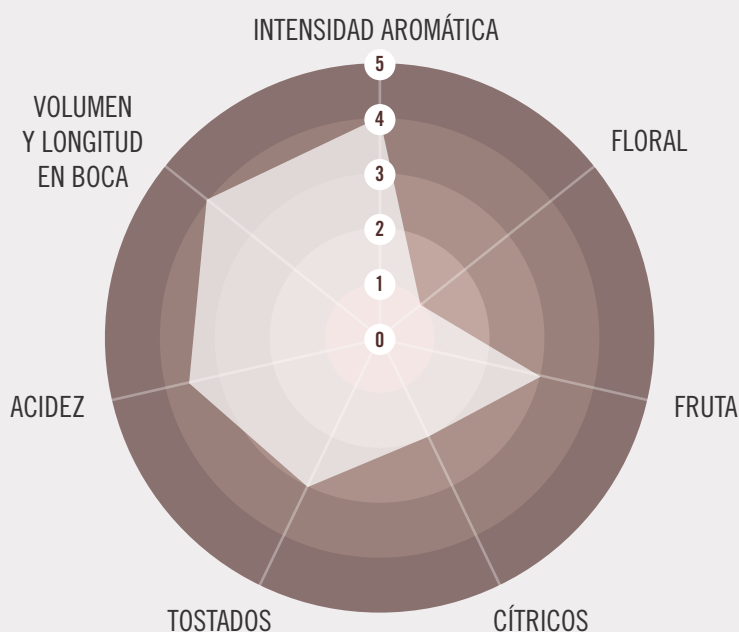 INTENSIDAD AROMÁTICA
5
VOLUMEN
Y LONGITUD
EN BOCA
4
FLORAL
3
2
1
0
ACIDEZ
FRUTA
TOSTADOS
CÍTRICOS